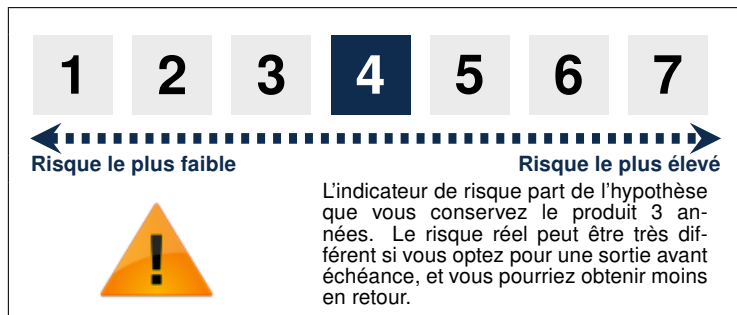 1 2 3 4 5 6 7
Risque le plus faible Risque le plus élevé
L'indicateur de risque part de l'hypothèse
que vous conservez le produit 3 an-
nées. Le risque réel peut être très dif-
férent si vous optez pour une sortie avant
échéance, et vous pourriez obtenir moins
en retour.
!